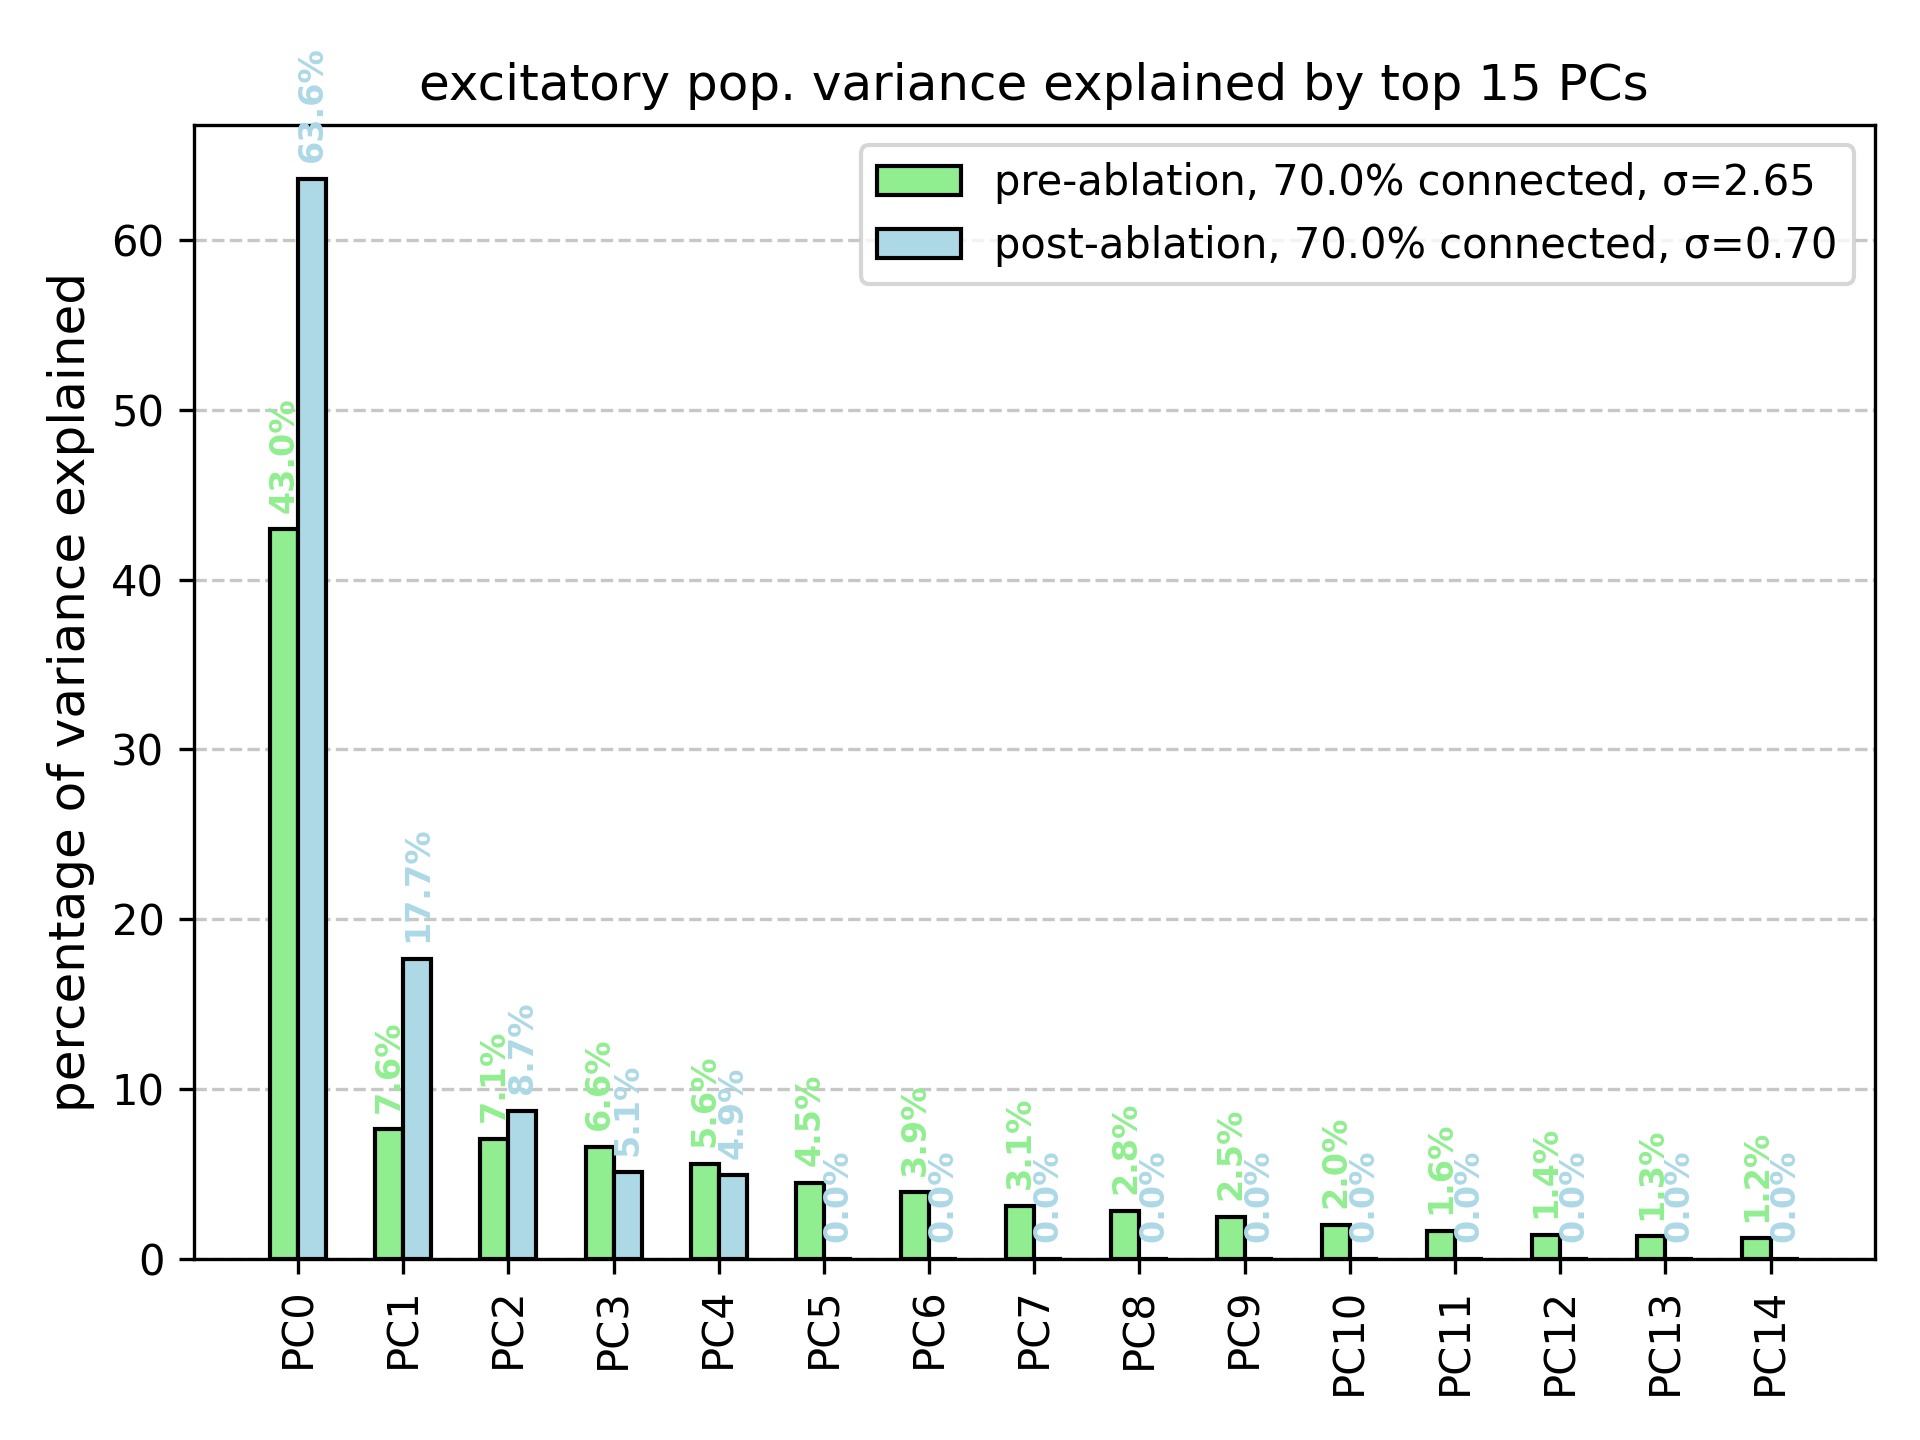 excitatory pop. variance explained by top 15 PCs
pre-ablation, 70.0% connected, σ=2.65
post-ablation, 70.0% connected, σ=0.70
percentage of variance explained
60
50
40
30
20
10
0
43.0%
63.6%
7.6%
17.7%
7.1%
8.7%
6.6%
5.1%
5.6%
4.9%
4.5%
0.0%
3.9%
0.0%
3.1%
0.0%
2.8%
0.0%
2.5%
0.0%
2.0%
0.0%
1.6%
0.0%
1.4%
0.0%
1.3%
0.0%
1.2%
0.0%
PC0
PC1
PC2
PC3
PC4
PC5
PC6
PC7
PC8
PC9
PC10
PC11
PC12
PC13
PC14